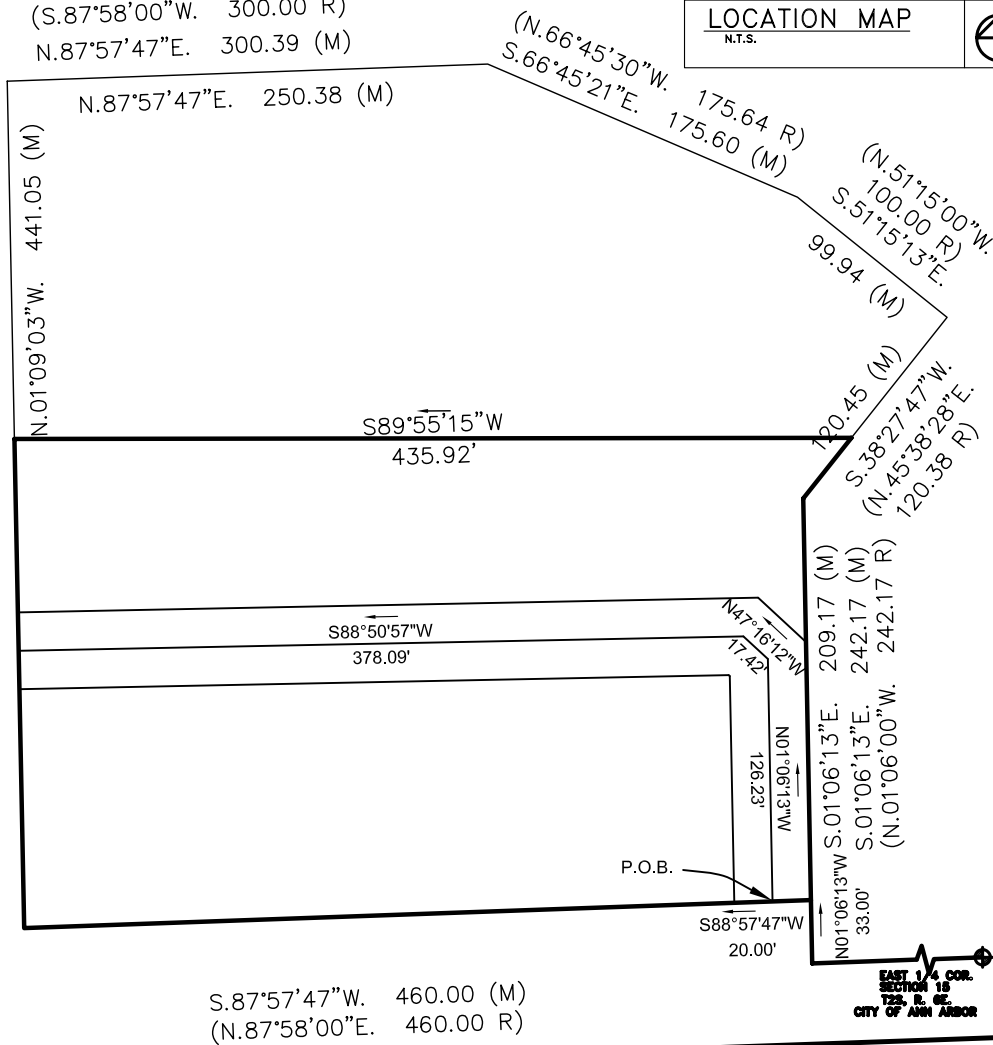 (S.87°58'00"W. 300.00 R)
N.87°57'47"E. 300.39 (M)
N.87°57'47"E. 250.38 (M)
(N.66°45'30"W. 175.64 R)
S.66°45'21"E. 175.60 (M)
LOCATION MAP
N.T.S.
(N.51°15'00"W.
100.00 R)
S.51°15'13"E.
99.94 (M)
N.01°09'03"W. 441.05 (M)
120.45 (M)
S.38°27'47"W.
(N.45°38'28"E.
120.38 R)
S89°55'15"W
435.92'
S88°50'57"W
378.09'
N47°16'12"W
17.42'
N01°06'13"W
126.23'
S.01°06'13"E. 209.17 (M)
S.01°06'13"E. 242.17 (M)
(N.01°06'00"W. 242.17 R)
P.O.B.
S88°57'47"W
20.00'
N01°06'13"W
33.00'
EAST 1/4 COR.
SECTION 15
T2S, R. 6E.
CITY OF ANN ARBOR
S.87°57'47"W. 460.00 (M)
(N.87°58'00"E. 460.00 R)